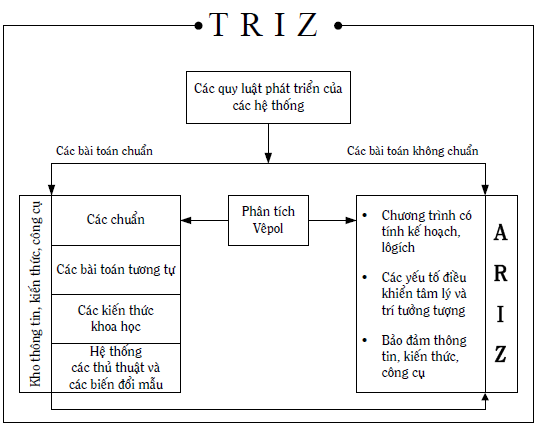 TRIZ
Các quy luật phát triển của
các hệ thống
Các bài toán chuẩn
Các bài toán không chuẩn
Kho thông tin, kiến thức, công cụ
Các chuẩn
Các bài toán tương tự
Các kiến thức
khoa học
Hệ thống
các thủ thuật và
các biến đổi mẫu
Phân tích
Vêpol
• Chương trình có
tính kế hoạch,
lôgích
• Các yếu tố điều
khiển tâm lý và
trí tưởng tượng
• Bảo đảm thông
tin, kiến thức,
công cụ
A
R
I
Z